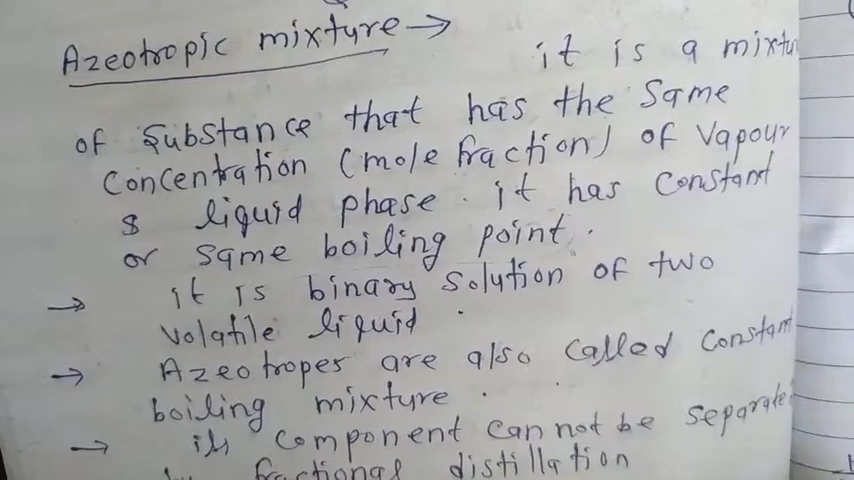 Azeotropic mixture →
it is a mixtu
of substance that has the same
concentration (mole fraction) of vapour
& liquid phase. it has constant
or same boiling point.
→ it is binary solution of two
volatile liquid.
→ Azeotropes are also called constant
boiling mixture.
→ its component can not be separate
fractional distillation